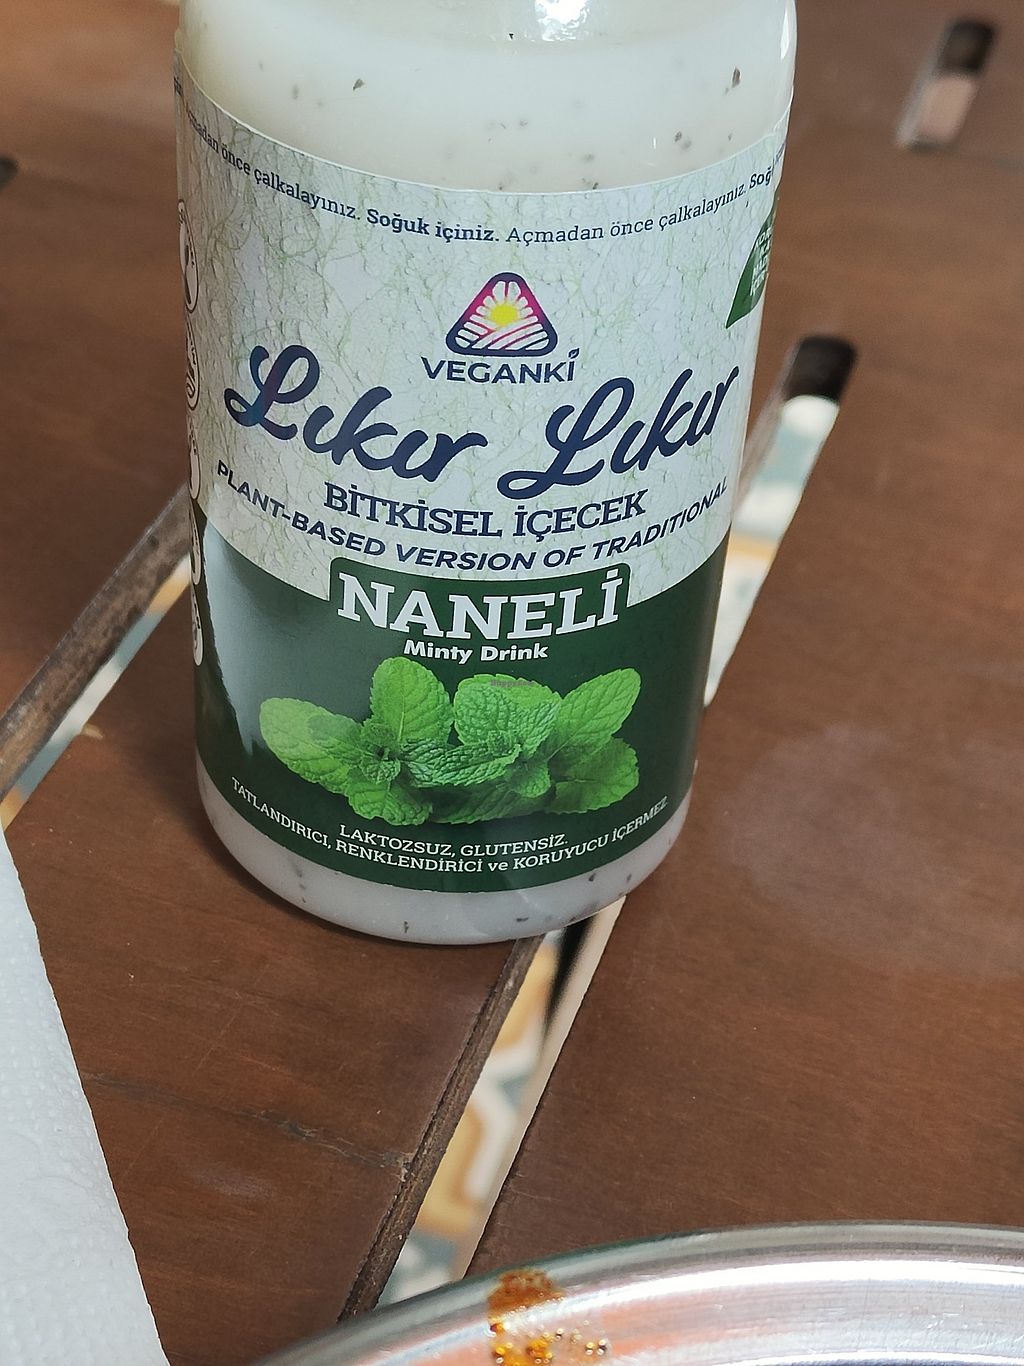 Açmadan önce çalkalayınız. Soğuk içiniz. Açmadan önce çalkalayınız.
VEGANKİ
Lıkır Lıkır
BİTKİSEL İÇECEK
PLANT-BASED VERSION OF TRADITIONAL
NANELİ
Minty Drink
LAKTOZSUZ, GLUTENSİZ.
TATLANDIRICI, RENKLENDİRİCİ ve KORUYUCU İÇERMEZ.